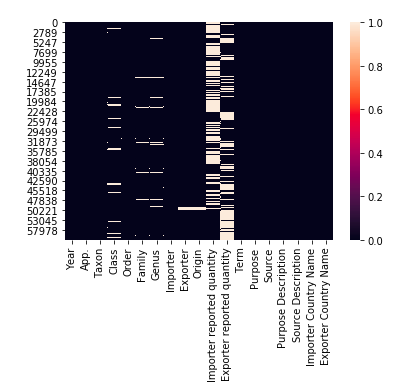 0
2789
5247
7699
9955
12249
14647
17385
19984
22428
25974
29499
31873
35785
38054
40335
42590
45518
47838
50221
53045
57978
1.0
0.8
0.6
0.4
0.2
0.0
Year
App.
Taxon
Class
Order
Family
Genus
Importer
Exporter
Origin
Importer reported quantity
Exporter reported quantity
Term
Purpose
Source
Purpose Description
Source Description
Importer Country Name
Exporter Country Name